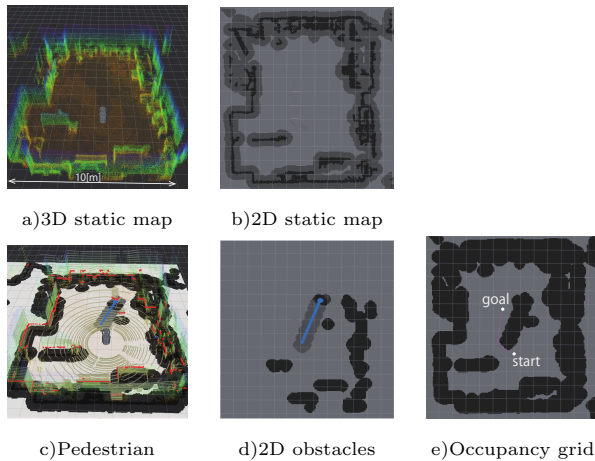 10[m]
a)3D static map
b)2D static map
goal
start
c)Pedestrian
d)2D obstacles
e)Occupancy grid